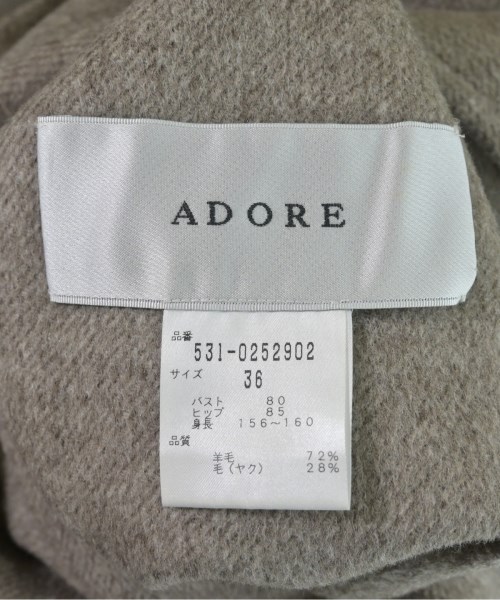 ADORE
品番
531-0252902
サイズ
36
バスト 80
ヒップ 85
身長 156～160
品質
羊毛 72%
毛(ヤク) 28%